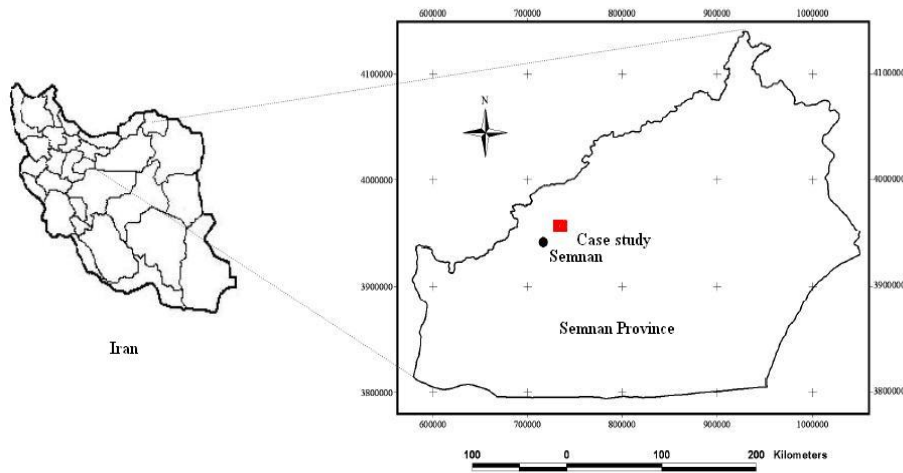 600000 700000 800000 900000 1000000
4100000 4100000
N
4000000 4000000
Case study
Semnan
3900000 3900000
Semnan Province
Iran
3800000 3800000
600000 700000 800000 900000 1000000
100 0 100 200 Kilometers